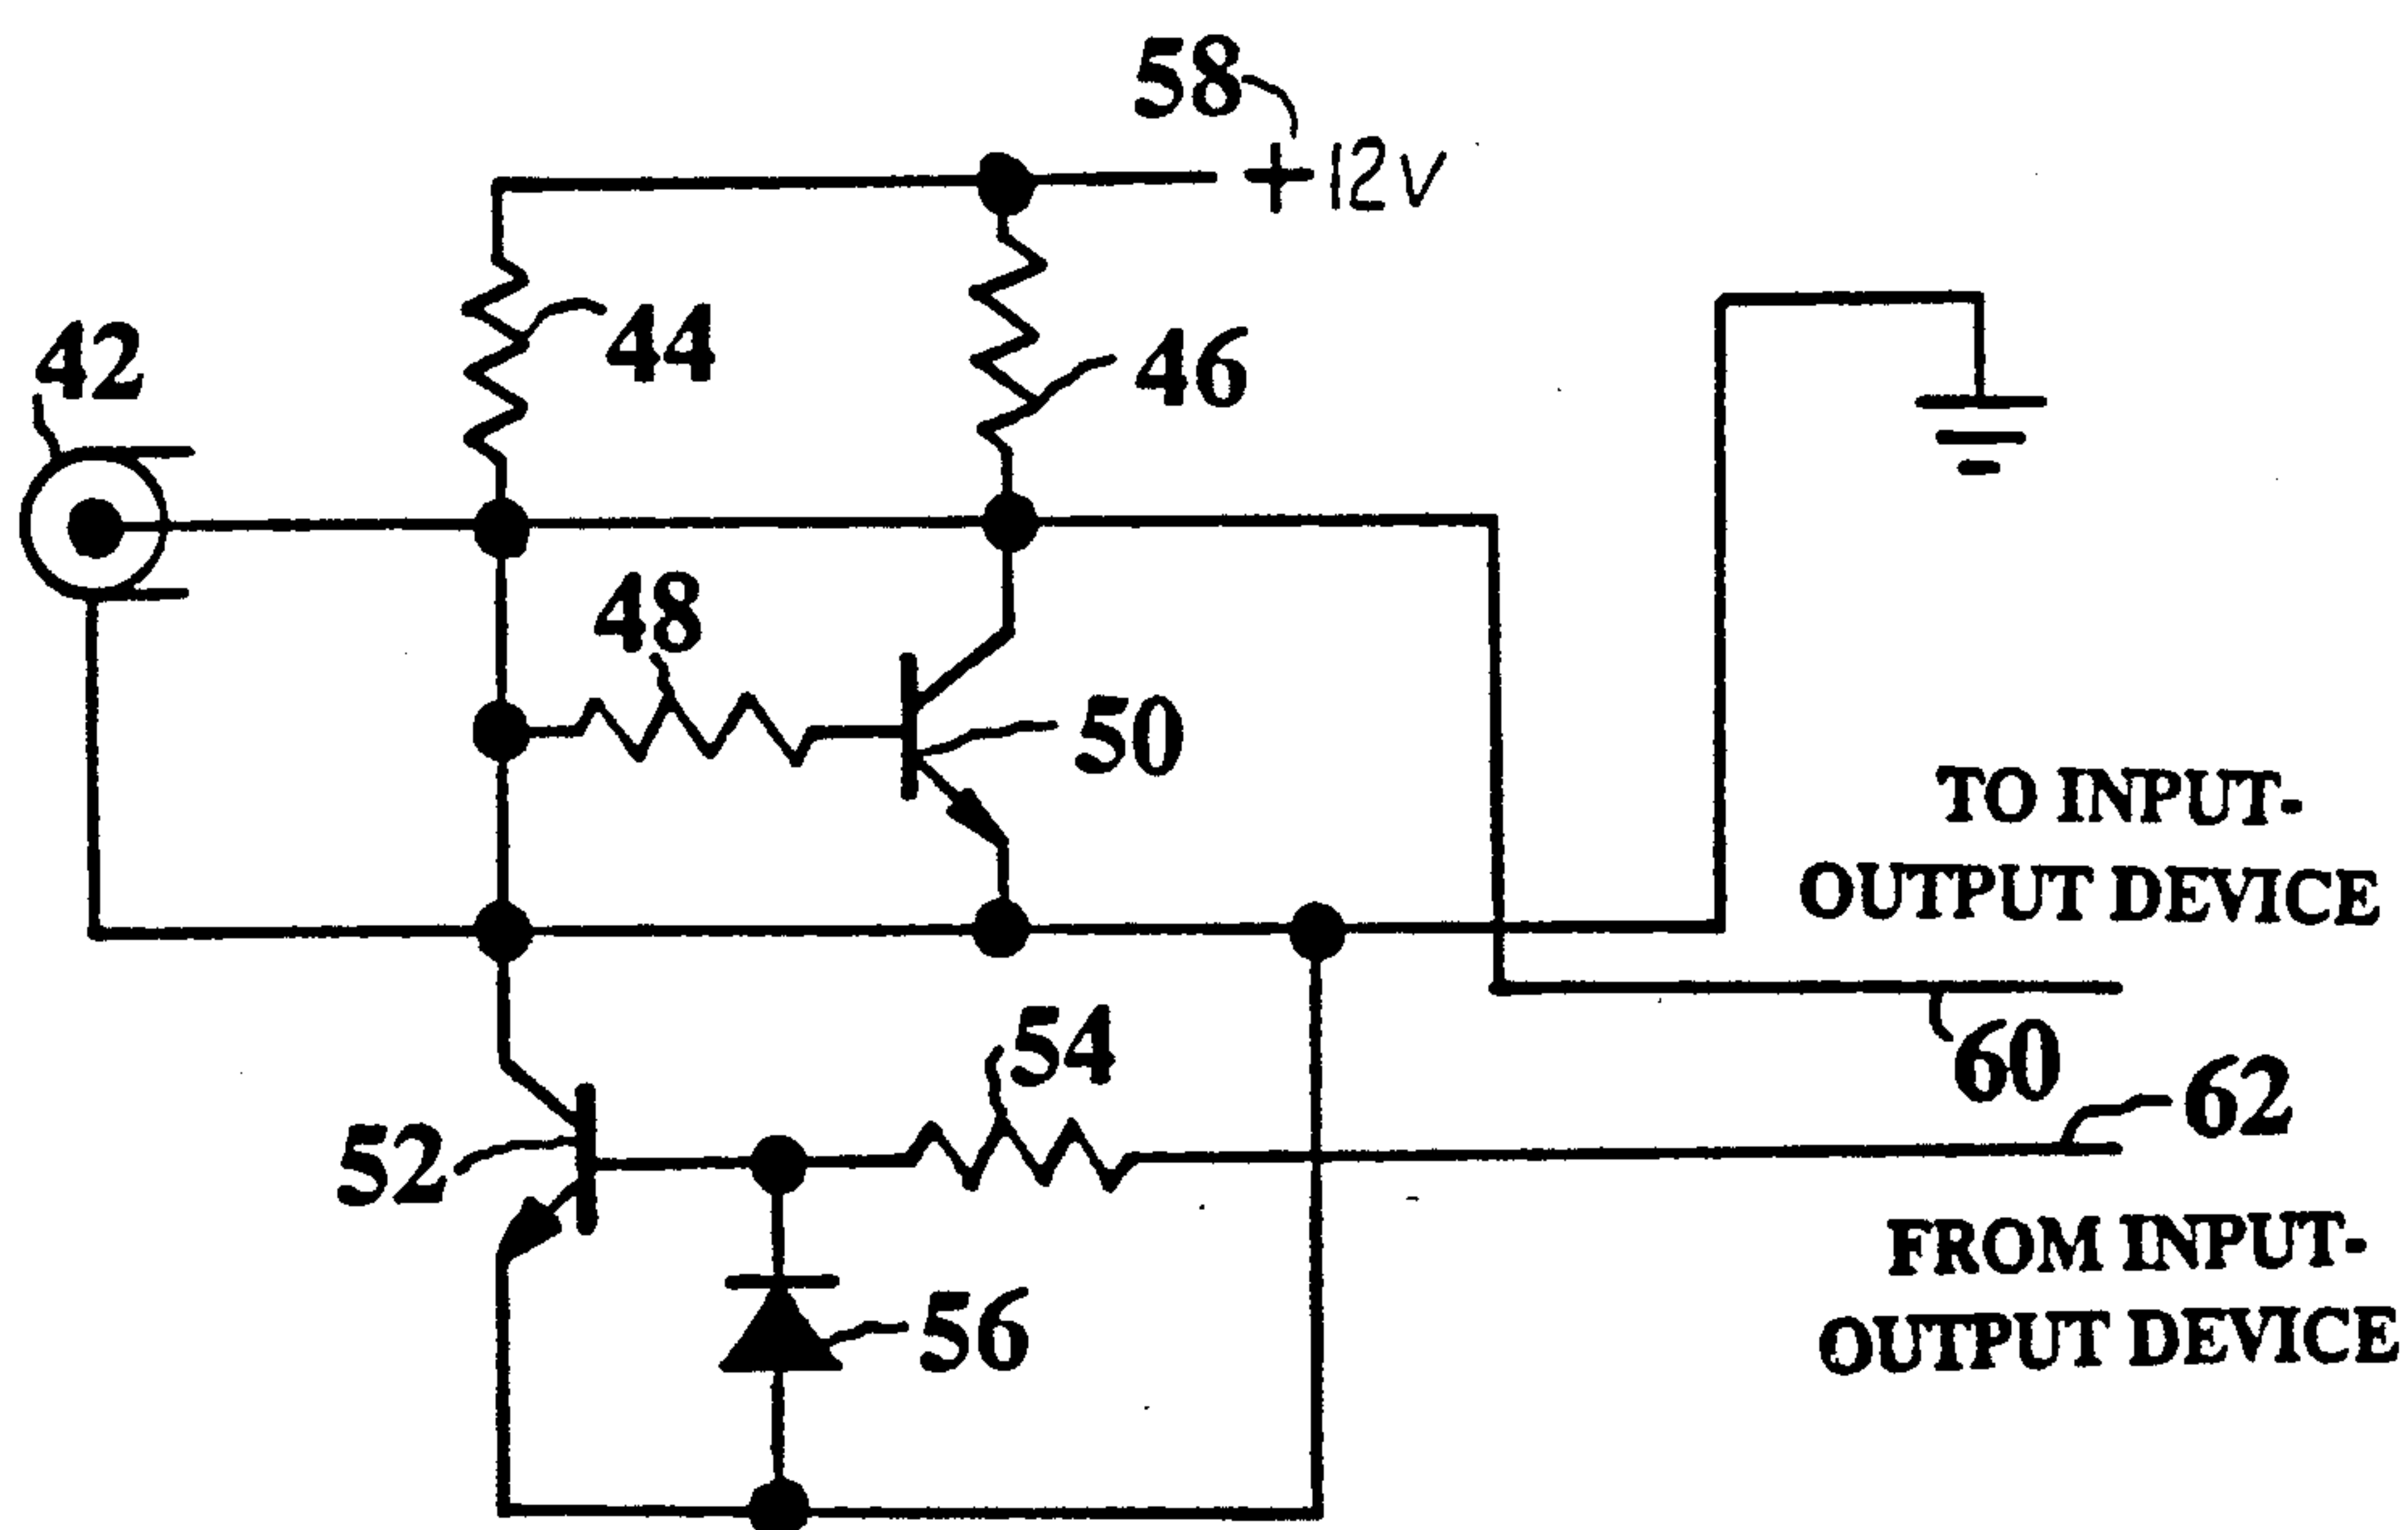 58
+12V
44
46
42
48
50
TO INPUT-
OUTPUT DEVICE
54
60
62
52
FROM INPUT-
OUTPUT DEVICE
56